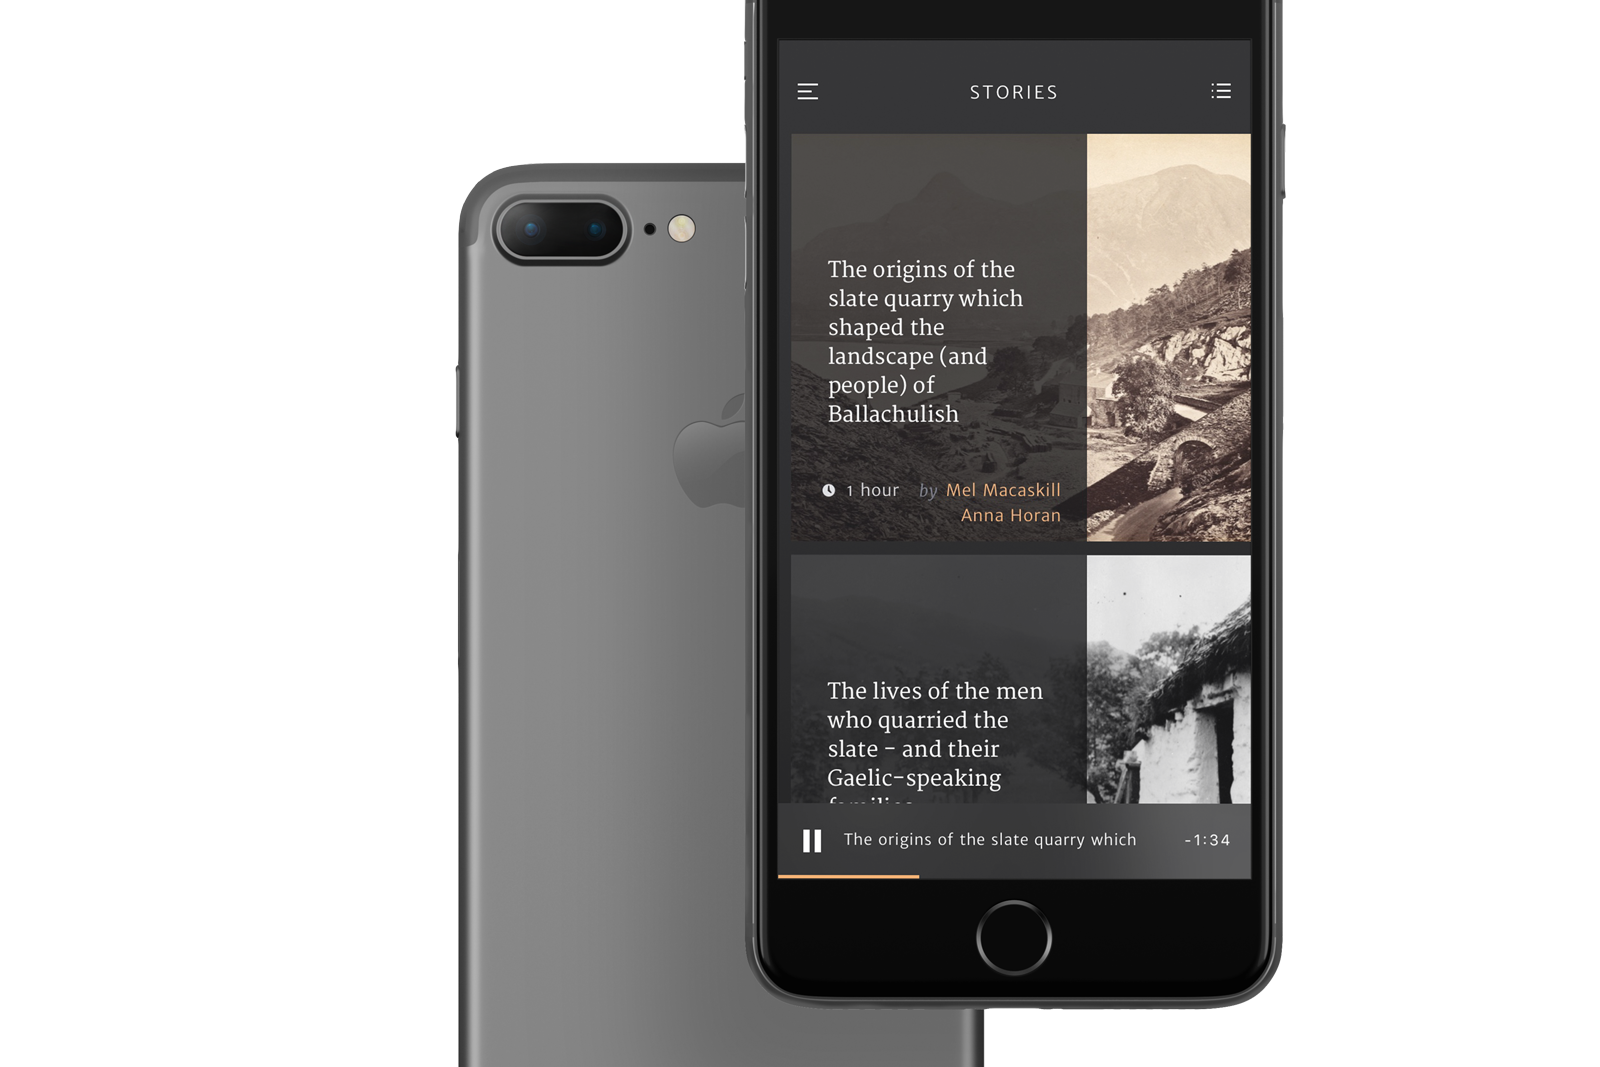 STORIES
The origins of the
slate quarry which
shaped the
landscape (and
people) of
Ballachulish
1 hour by Mel Macaskill
Anna Horan
The lives of the men
who quarried the
slate - and their
Gaelic-speaking
families
The origins of the slate quarry which -1:34